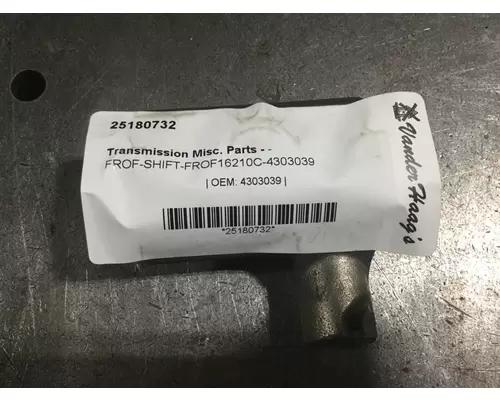 25180732
Transmission Misc. Parts - -
FROF-SHIFT-FROF16210C-4303039
| OEM: 4303039 |
*25180732*
Vander Haag's